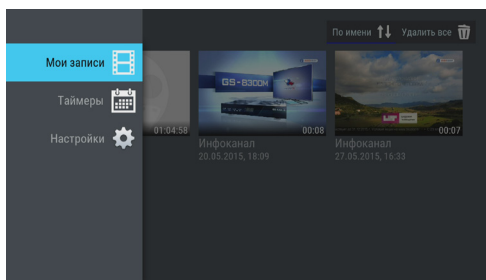 По имени Удалить все
Мои записи
Таймеры
Настройки
GS-8300M
01:04:58
00:08
00:07
Инфоканал
20.05.2015, 18:09
Инфоканал
27.05.2015, 16:33